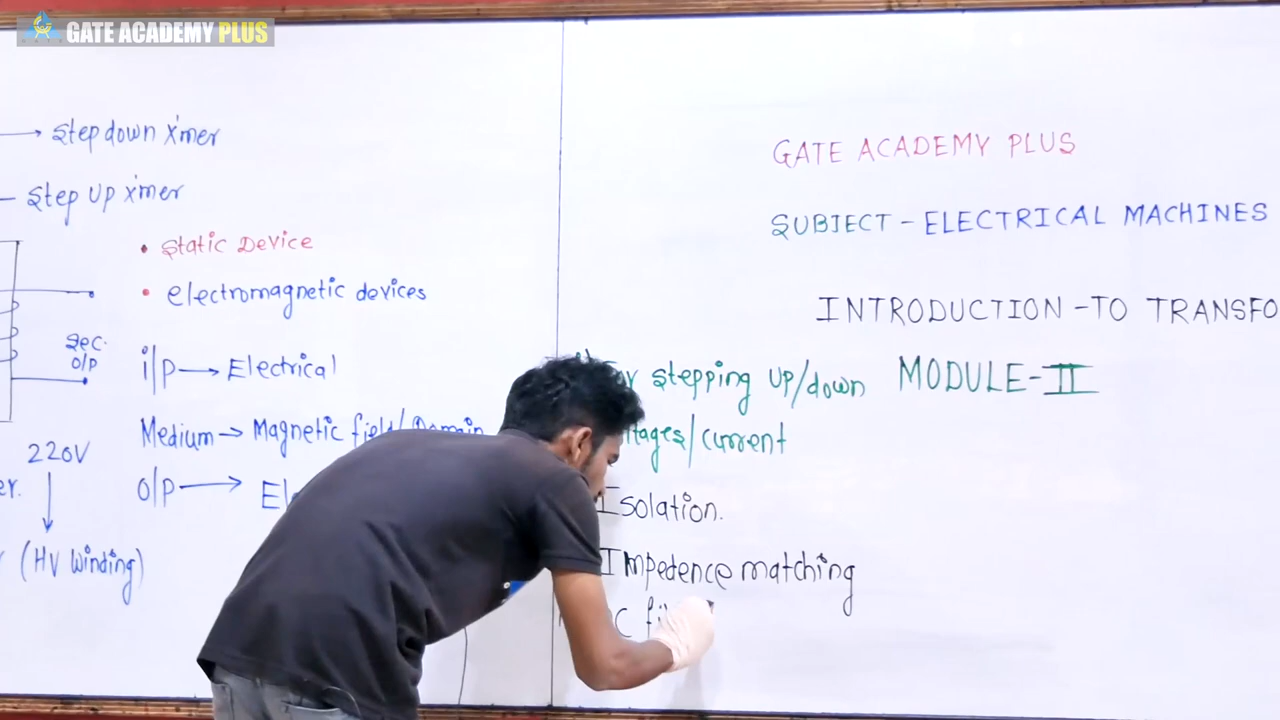 GATE ACADEMY PLUS
Step down x'mer
Step Up x'mer
• Static Device
• electromagnetic devices
Sec.
O/P
i/p → Electrical
Medium → Magnetic field/Domain
220V
O/P →
(HV Winding)
GATE ACADEMY PLUS
SUBJECT - ELECTRICAL MACHINES
INTRODUCTION - TO
MODULE - II
stepping up/down
/current
Isolation.
Impedence matching